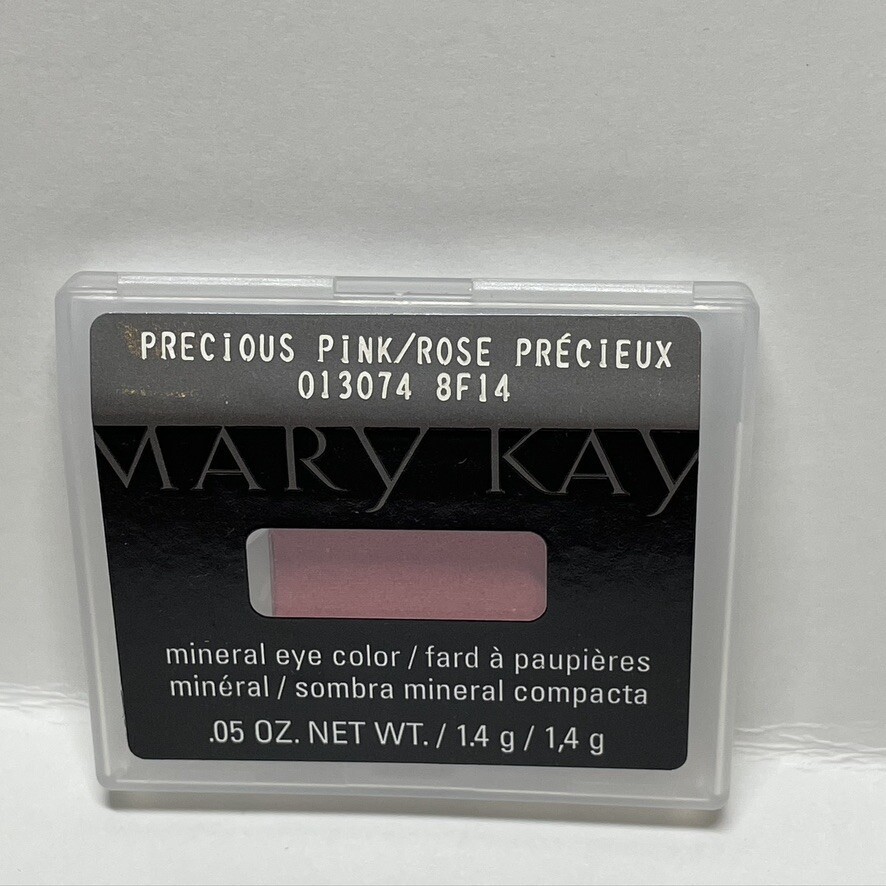 PRECiOUS PiNK/ROSE PRÉCiEUX
013074 8F14
MARY KAY
mineral eye color / fard à paupières
minéral / sombra mineral compacta
.05 OZ. NET WT. / 1.4 g / 1,4 g